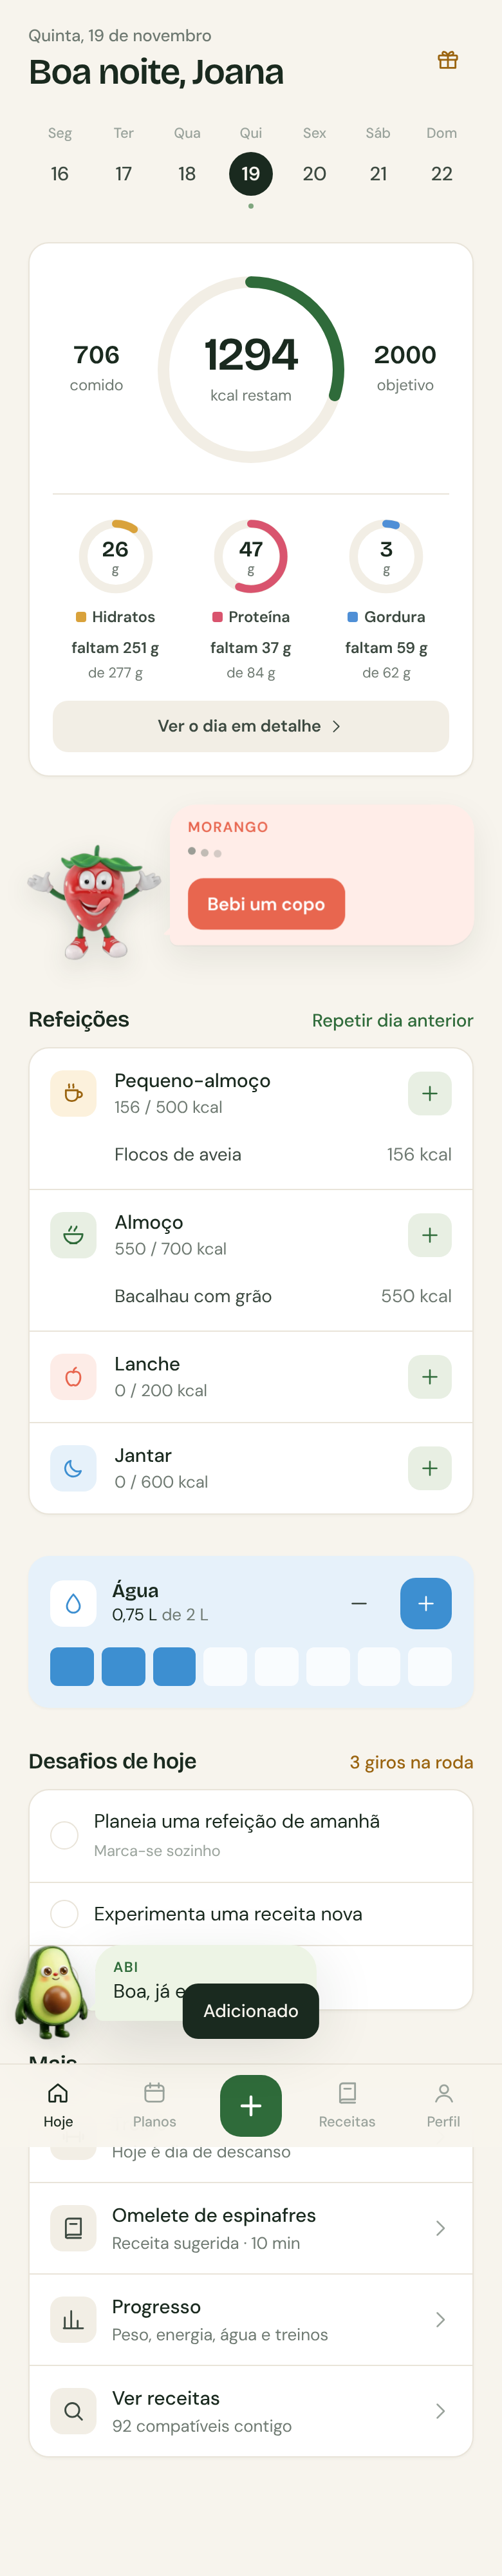 Quinta, 19 de novembro
Boa noite, Joana
Seg Ter Qua Qui Sex Sáb Dom
16 17 18 19 20 21 22
706
comido
1294
kcal restam
2000
objetivo
26
g
47
g
3
g
Hidratos
Proteína
Gordura
faltam 251 g
faltam 37 g
faltam 59 g
de 277 g
de 84 g
de 62 g
Ver o dia em detalhe
MORANGO
Bebi um copo
Refeições
Repetir dia anterior
Pequeno-almoço
156 / 500 kcal
Flocos de aveia
156 kcal
Almoço
550 / 700 kcal
Bacalhau com grão
550 kcal
Lanche
0 / 200 kcal
Jantar
0 / 600 kcal
Água
0,75 L de 2 L
Desafios de hoje
3 giros na roda
Planeia uma refeição de amanhã
Marca-se sozinho
Experimenta uma receita nova
ABI
Boa, já e
Adicionado
Mais
Hoje
Planos
Receitas
Perfil
Hoje é dia de descanso
Omelete de espinafres
Receita sugerida · 10 min
Progresso
Peso, energia, água e treinos
Ver receitas
92 compatíveis contigo